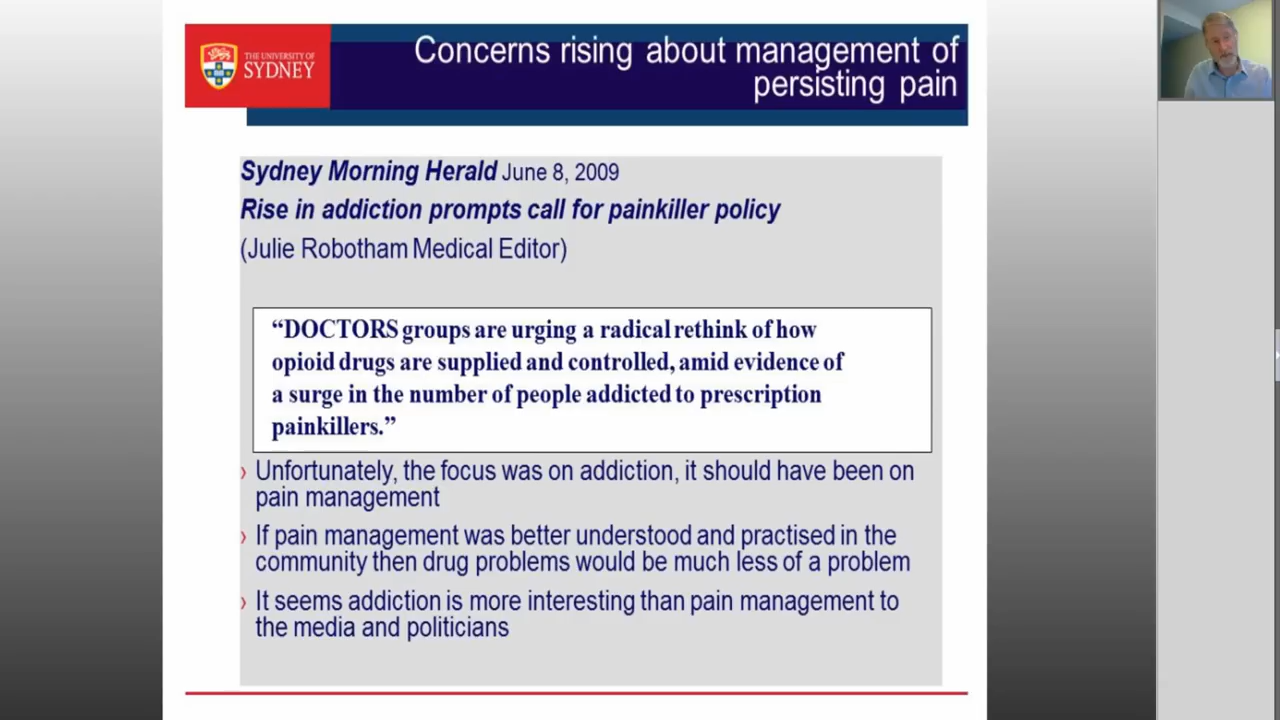 THE UNIVERSITY OF
SYDNEY
Concerns rising about management of
persisting pain
Sydney Morning Herald June 8, 2009
Rise in addiction prompts call for painkiller policy
(Julie Robotham Medical Editor)
“DOCTORS groups are urging a radical rethink of how
opioid drugs are supplied and controlled, amid evidence of
a surge in the number of people addicted to prescription
painkillers.”
› Unfortunately, the focus was on addiction, it should have been on
pain management
› If pain management was better understood and practised in the
community then drug problems would be much less of a problem
› It seems addiction is more interesting than pain management to
the media and politicians